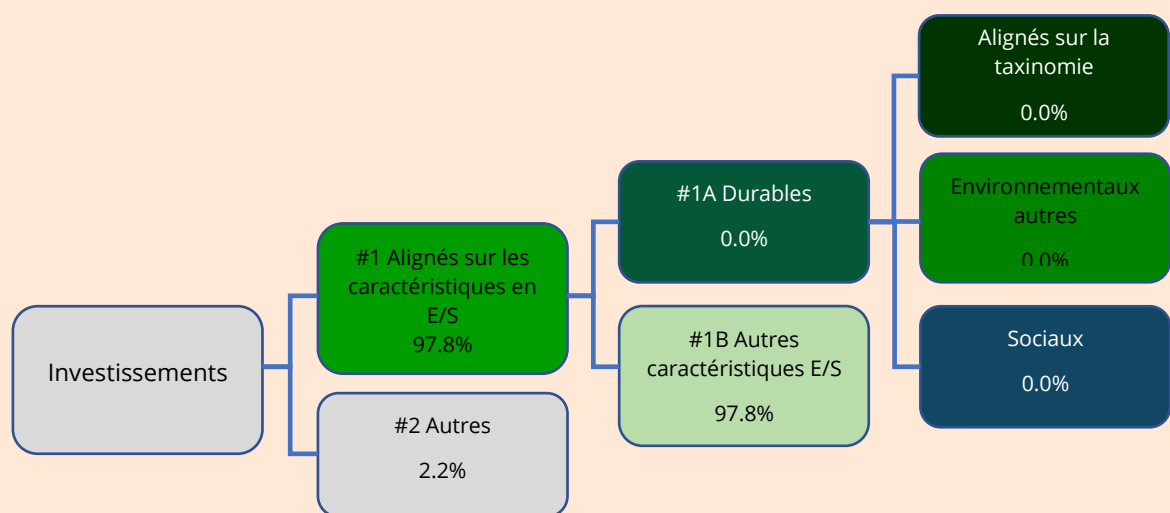 Investissements
#1 Alignés sur les
caractéristiques en
E/S
97.8%
#2 Autres
2.2%
#1A Durables
0.0%
#1B Autres
caractéristiques E/S
97.8%
Alignés sur la
taxinomie
0.0%
Environnementaux
autres
0.0%
Sociaux
0.0%